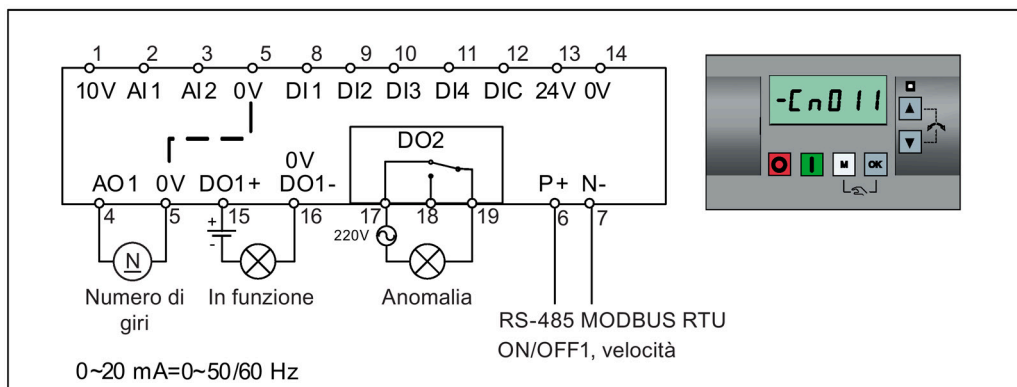 1 2 3 5 8 9 10 11 12 13 14
10V AI1 AI2 0V DI1 DI2 DI3 DI4 DIC 24V 0V
-Cn011
DO2
0V
AO1 0V DO1+ DO1- P+ N-
M OK
4 5 15 16 17 18 19 6 7
+
-
220V
N
Numero di giri
In funzione
Anomalia
RS-485 MODBUS RTU
ON/OFF1, velocità
0~20 mA=0~50/60 Hz